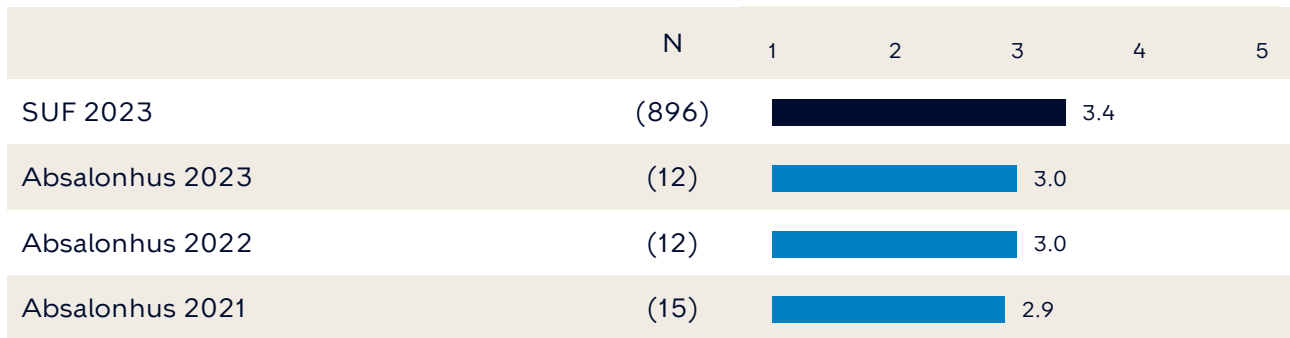 N 1 2 3 4 5
SUF 2023 (896) 3.4
Absalonhus 2023 (12) 3.0
Absalonhus 2022 (12) 3.0
Absalonhus 2021 (15) 2.9